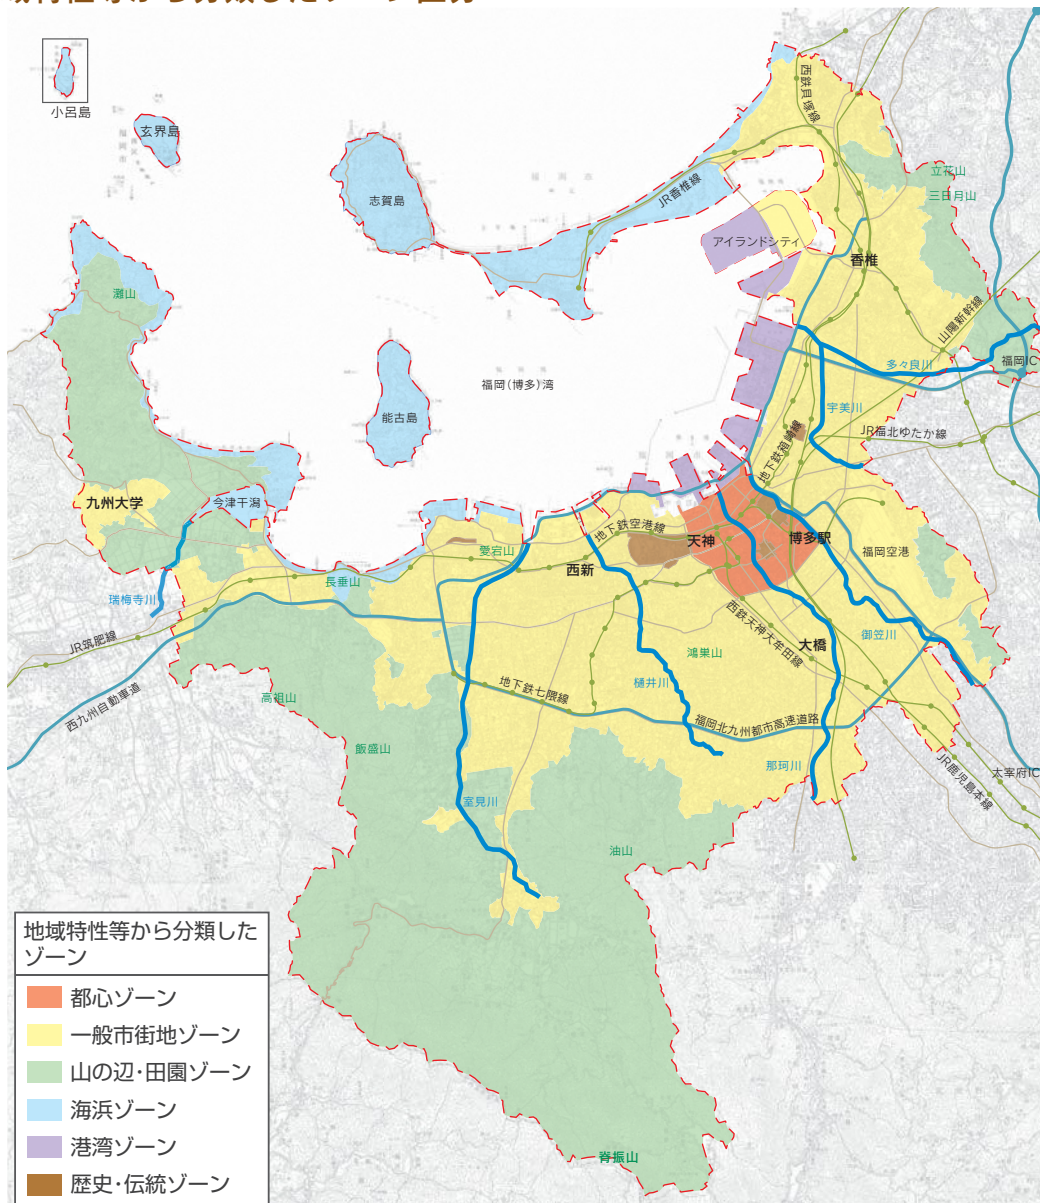 小呂島
玄界島
志賀島
西鉄貝塚線
JR香椎線
立花山
三日月山
アイランドシティ
香椎
灘山
山陽新幹線
福岡IC
多々良川
福岡(博多)湾
能古島
宇美川
JR福北ゆたか線
地下鉄箱崎線
九州大学
今津干潟
地下鉄空港線
天神
博多駅
愛宕山
福岡空港
西新
長垂山
瑞梅寺川
JR筑肥線
西鉄天神大牟田線
御笠川
大橋
鴻巣山
樋井川
地下鉄七隈線
高祖山
西九州自動車道
福岡北九州都市高速道路
飯盛山
那珂川
JR鹿児島本線
太宰府IC
室見川
油山
脊振山
地域特性等から分類した
ゾーン
都心ゾーン
一般市街地ゾーン
山の辺・田園ゾーン
海浜ゾーン
港湾ゾーン
歴史・伝統ゾーン